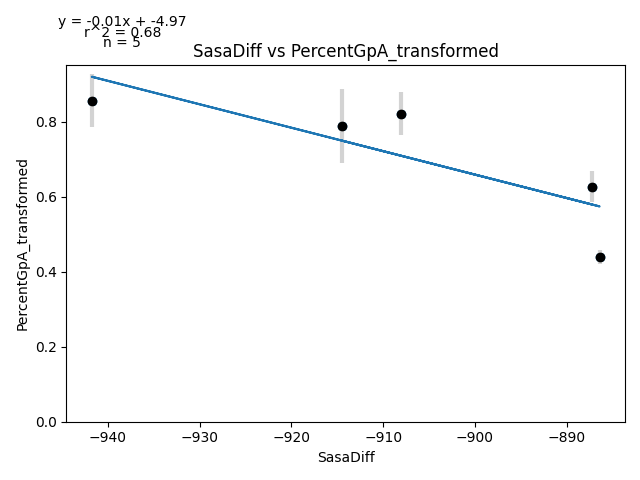 y = -0.01x + -4.97
r^2 = 0.68
n = 5
SasaDiff vs PercentGpA_transformed
PercentGpA_transformed
0.8
0.6
0.4
0.2
0.0
−940
−930
−920
−910
−900
−890
SasaDiff